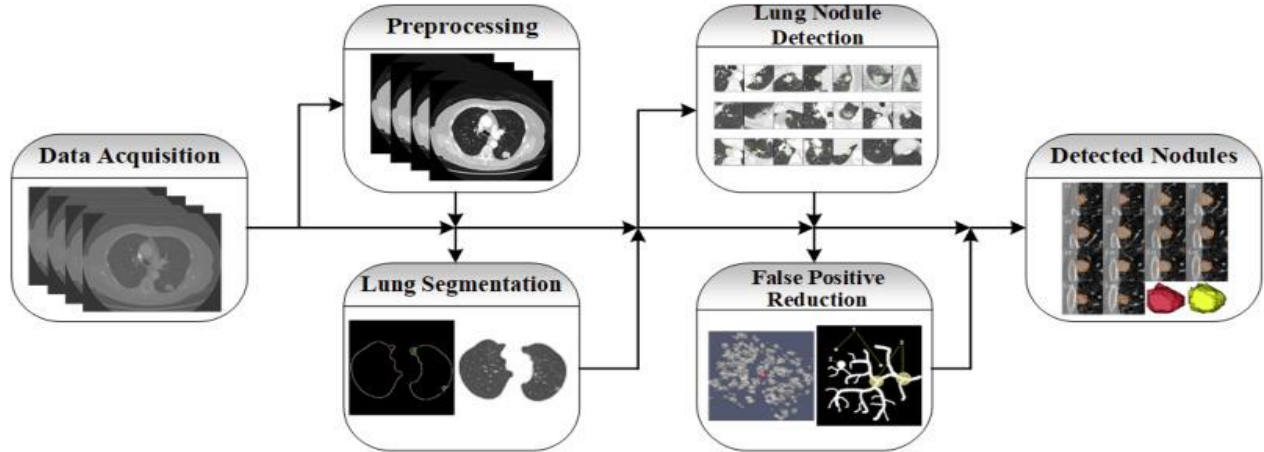 Data Acquisition
Preprocessing
Lung Segmentation
Lung Nodule
Detection
False Positive
Reduction
Detected Nodules